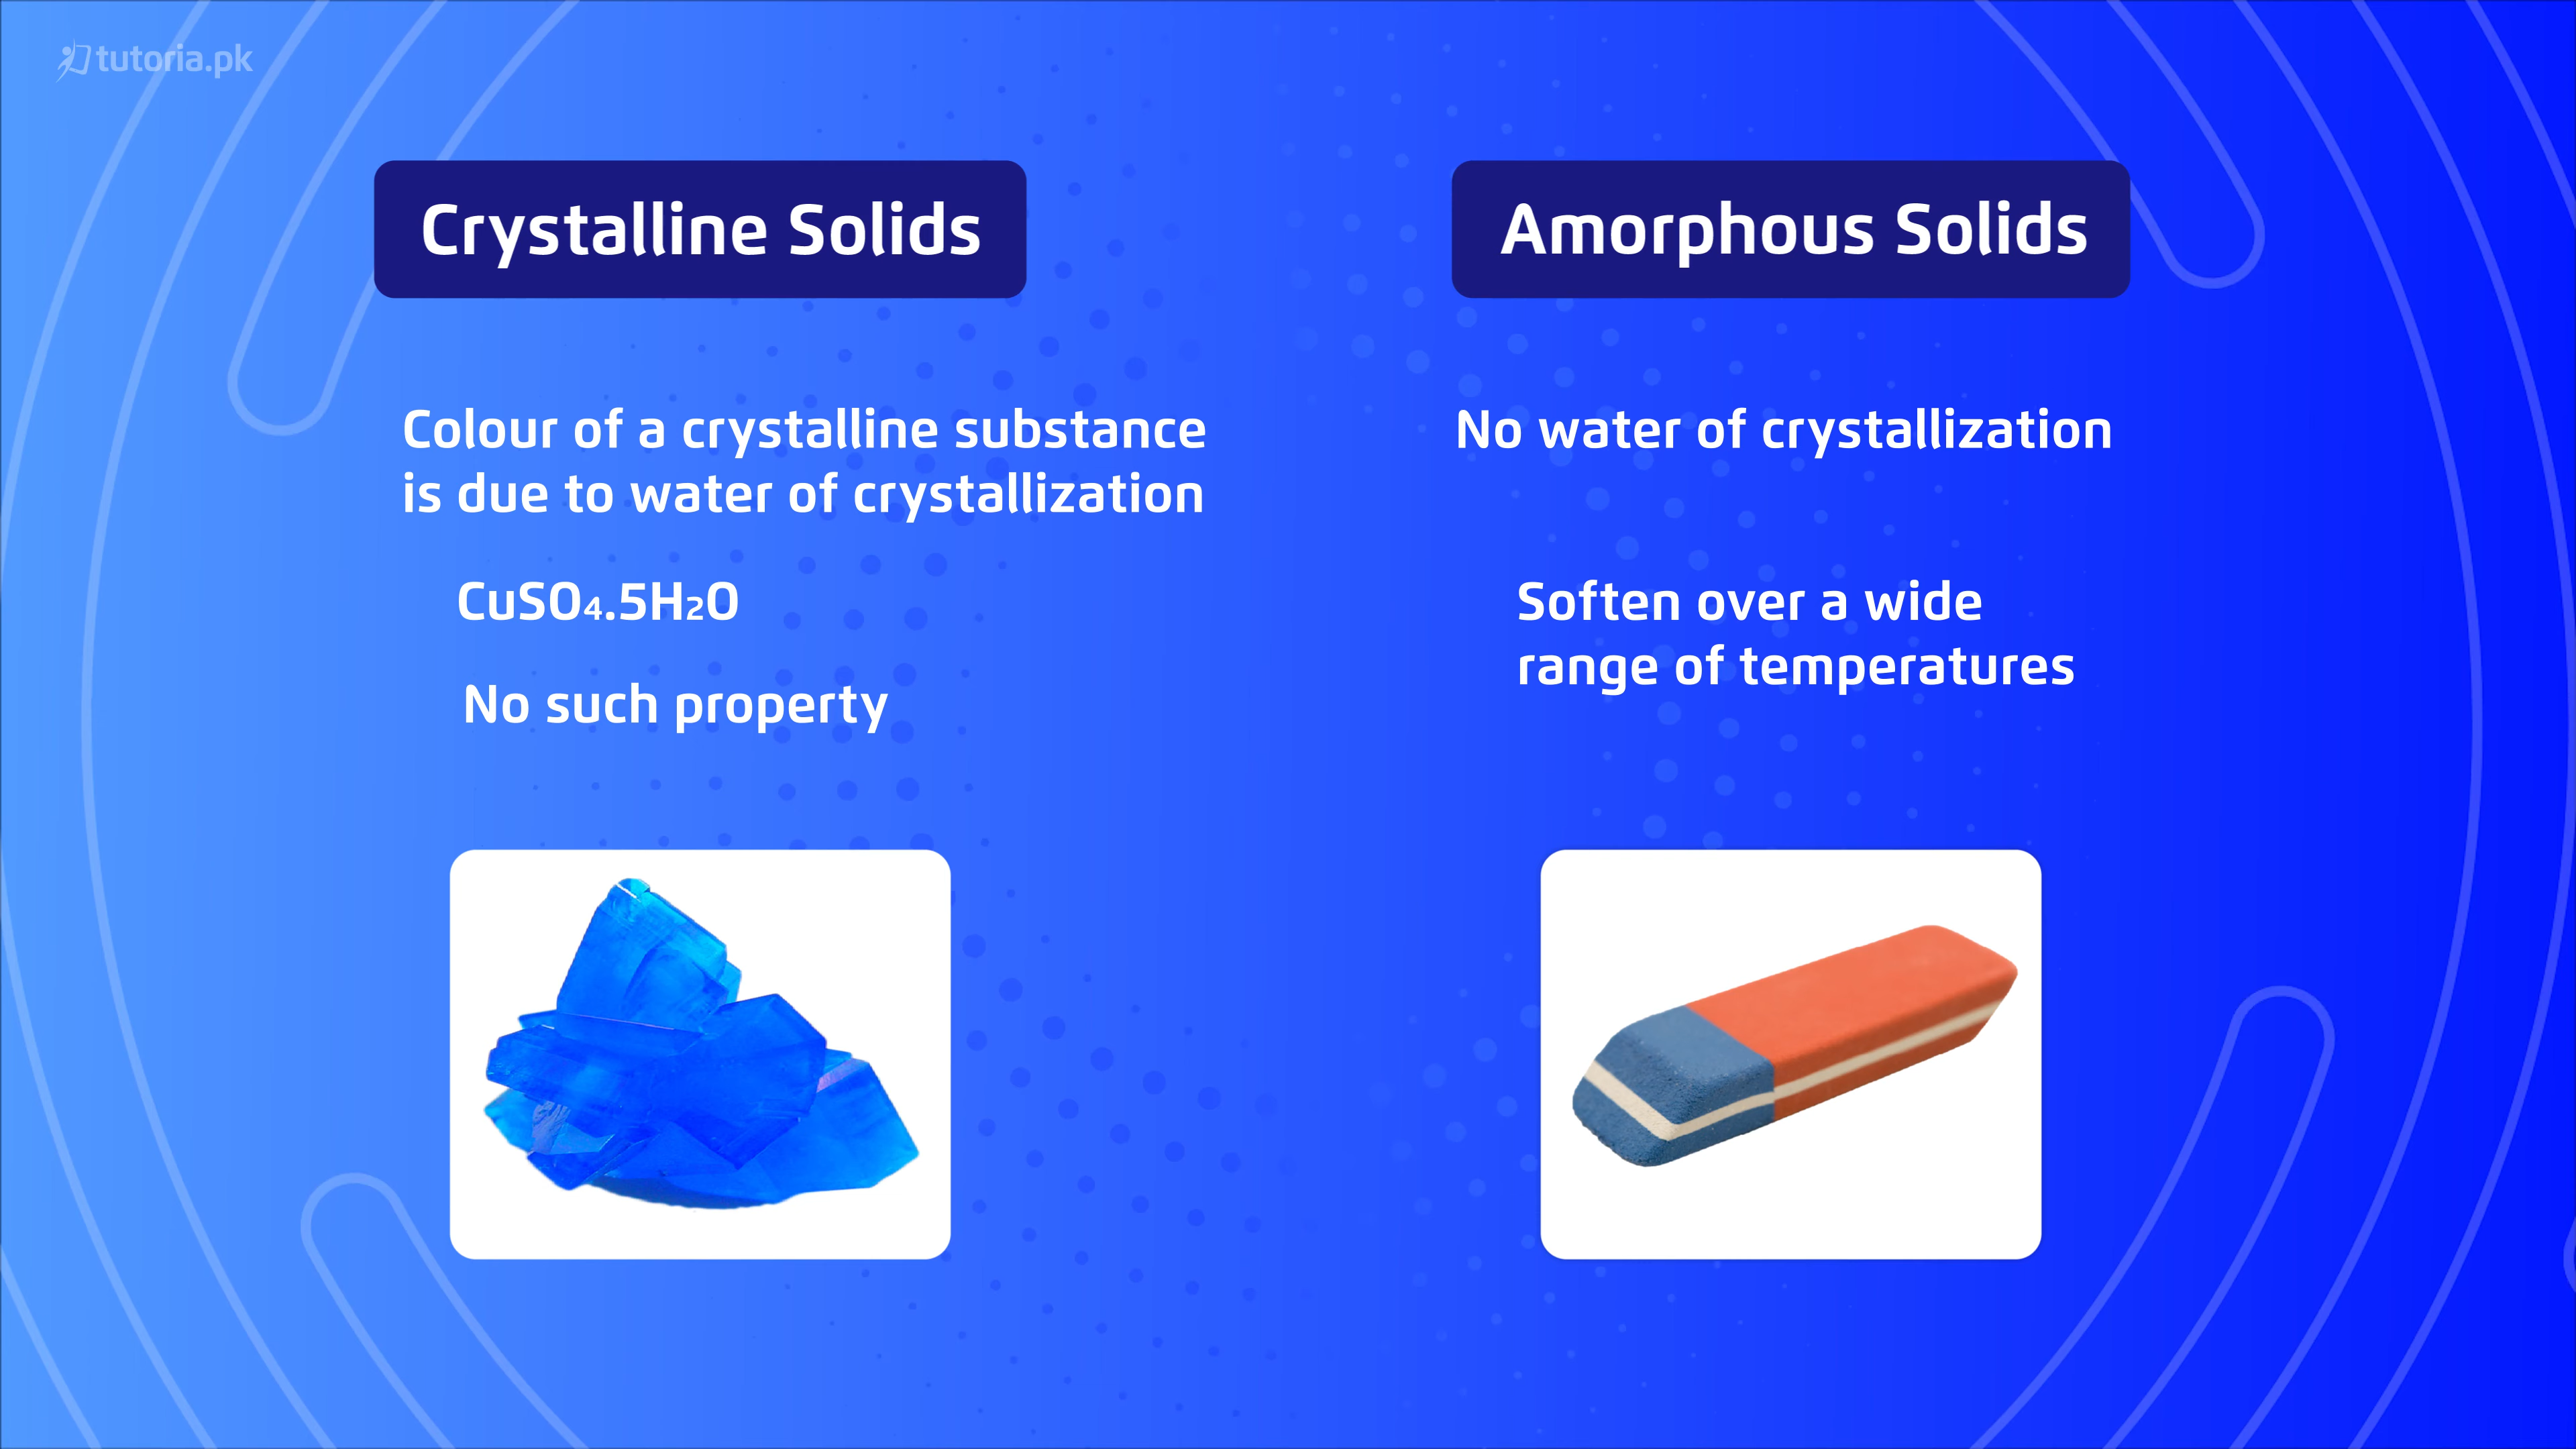 tutoria.pk
Crystalline Solids
Colour of a crystalline substance
is due to water of crystallization
CuSO₄.5H₂O
No such property
Amorphous Solids
No water of crystallization
Soften over a wide
range of temperatures